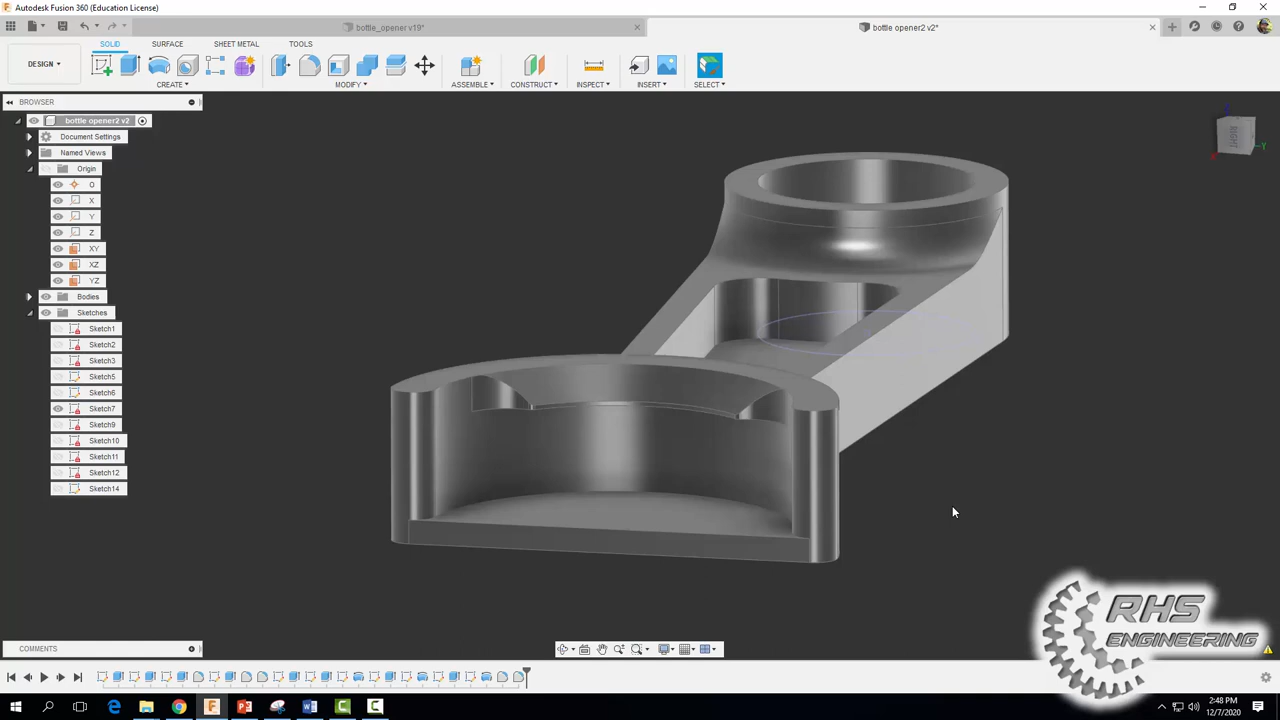 Autodesk Fusion 360 (Education License)
bottle_opener v19*
bottle opener2 v2*
SOLID
SURFACE
SHEET METAL
TOOLS
DESIGN
CREATE
MODIFY
ASSEMBLE
CONSTRUCT
INSPECT
INSERT
SELECT
BROWSER
bottle opener2 v2
Document Settings
Named Views
Origin
O
X
Y
Z
XY
XZ
YZ
Bodies
Sketches
Sketch1
Sketch2
Sketch3
Sketch5
Sketch6
Sketch7
Sketch9
Sketch10
Sketch11
Sketch12
Sketch14
RIGHT
Z
Y
X
COMMENTS
RHS
ENGINEERING
2:48 PM
12/7/2020